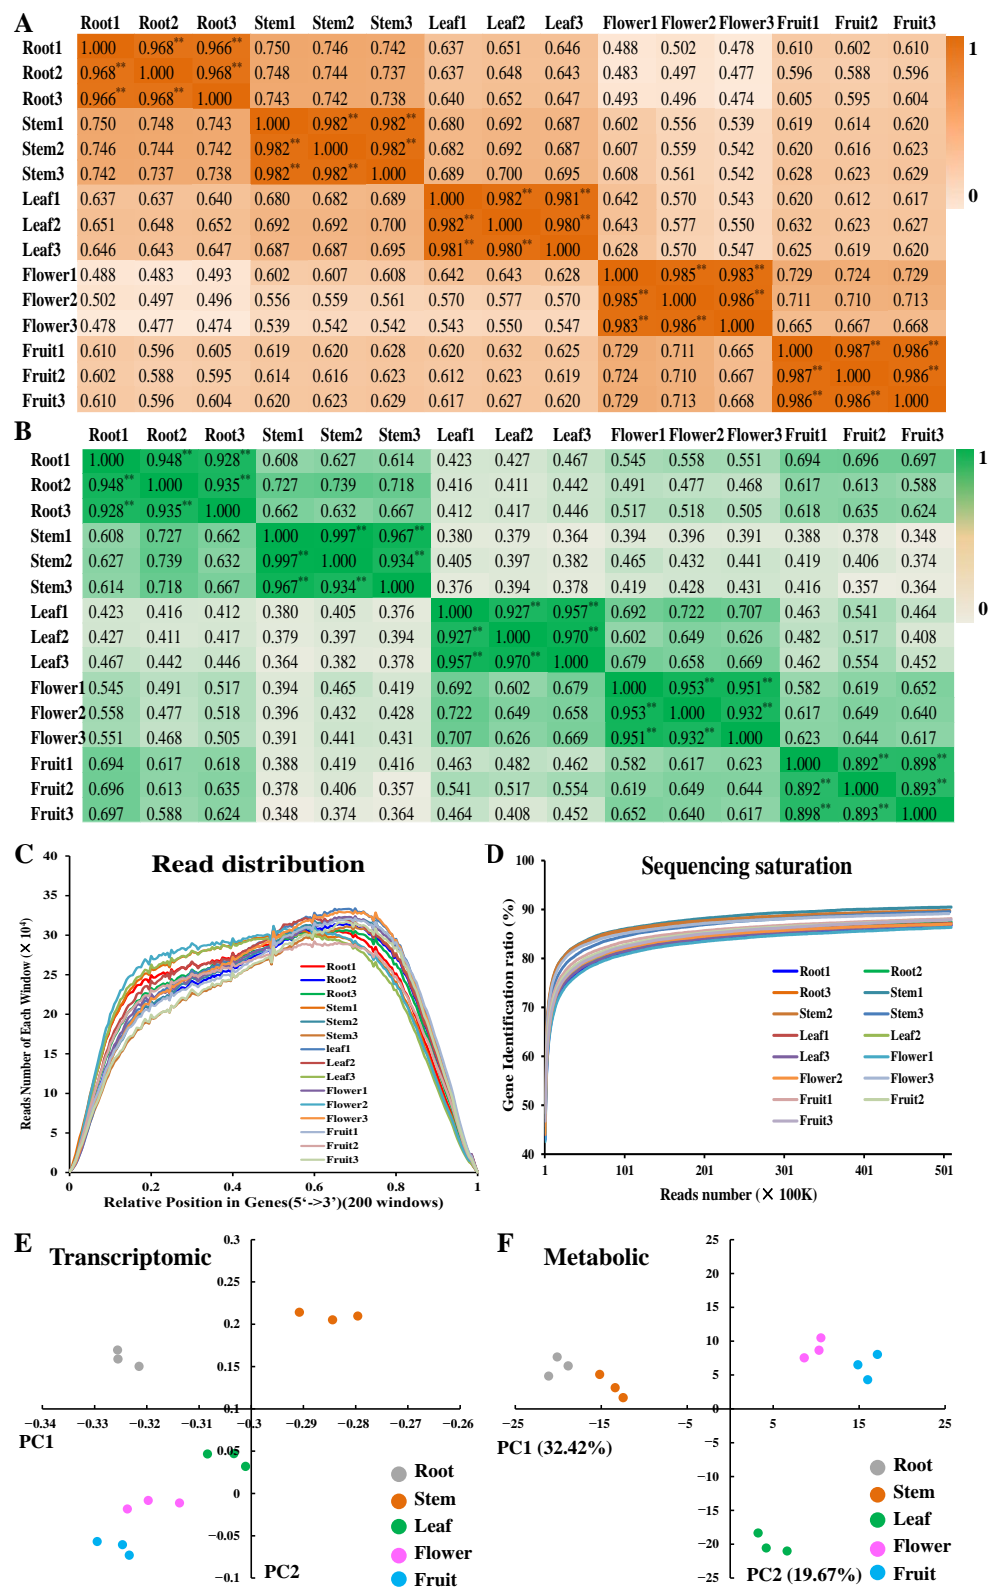 A Root1 Root2 Root3 Stem1 Stem2 Stem3 Leaf1 Leaf2 Leaf3 Flower1 Flower2 Flower3 Fruit1 Fruit2 Fruit3
Root1 1.000 0.968** 0.966** 0.750 0.746 0.742 0.637 0.651 0.646 0.488 0.502 0.478 0.610 0.602 0.610
Root2 0.968** 1.000 0.968** 0.748 0.744 0.737 0.637 0.648 0.643 0.483 0.497 0.477 0.596 0.588 0.596
Root3 0.966** 0.968** 1.000 0.743 0.742 0.738 0.640 0.652 0.647 0.493 0.496 0.474 0.605 0.595 0.604
Stem1 0.750 0.748 0.743 1.000 0.982** 0.982** 0.680 0.692 0.687 0.602 0.556 0.539 0.619 0.614 0.620
Stem2 0.746 0.744 0.742 0.982** 1.000 0.982** 0.682 0.692 0.687 0.607 0.559 0.542 0.620 0.616 0.623
Stem3 0.742 0.737 0.738 0.982** 0.982** 1.000 0.689 0.700 0.695 0.608 0.561 0.542 0.628 0.623 0.629
Leaf1 0.637 0.637 0.640 0.680 0.682 0.689 1.000 0.982** 0.981** 0.642 0.570 0.543 0.620 0.612 0.617
Leaf2 0.651 0.648 0.652 0.692 0.692 0.700 0.982** 1.000 0.980** 0.643 0.577 0.550 0.632 0.623 0.627
Leaf3 0.646 0.643 0.647 0.687 0.687 0.695 0.981** 0.980** 1.000 0.628 0.570 0.547 0.625 0.619 0.620
Flower1 0.488 0.483 0.493 0.602 0.607 0.608 0.642 0.643 0.628 1.000 0.985** 0.983** 0.729 0.724 0.729
Flower2 0.502 0.497 0.496 0.556 0.559 0.561 0.570 0.577 0.570 0.985** 1.000 0.986** 0.711 0.710 0.713
Flower3 0.478 0.477 0.474 0.539 0.542 0.542 0.543 0.550 0.547 0.983** 0.986** 1.000 0.665 0.667 0.668
Fruit1 0.610 0.596 0.605 0.619 0.620 0.628 0.620 0.632 0.625 0.729 0.711 0.665 1.000 0.987** 0.986**
Fruit2 0.602 0.588 0.595 0.614 0.616 0.623 0.612 0.623 0.619 0.724 0.710 0.667 0.987** 1.000 0.986**
Fruit3 0.610 0.596 0.604 0.620 0.623 0.629 0.617 0.627 0.620 0.729 0.713 0.668 0.986** 0.986** 1.000
1
0
B Root1 Root2 Root3 Stem1 Stem2 Stem3 Leaf1 Leaf2 Leaf3 Flower1 Flower2 Flower3 Fruit1 Fruit2 Fruit3
Root1 1.000 0.948** 0.928** 0.608 0.627 0.614 0.423 0.427 0.467 0.545 0.558 0.551 0.694 0.696 0.697
Root2 0.948** 1.000 0.935** 0.727 0.739 0.718 0.416 0.411 0.442 0.491 0.477 0.468 0.617 0.613 0.588
Root3 0.928** 0.935** 1.000 0.662 0.632 0.667 0.412 0.417 0.446 0.517 0.518 0.505 0.618 0.635 0.624
Stem1 0.608 0.727 0.662 1.000 0.997** 0.967** 0.380 0.379 0.364 0.394 0.396 0.391 0.388 0.378 0.348
Stem2 0.627 0.739 0.632 0.997** 1.000 0.934** 0.405 0.397 0.382 0.465 0.432 0.441 0.419 0.406 0.374
Stem3 0.614 0.718 0.667 0.967** 0.934** 1.000 0.376 0.394 0.378 0.419 0.428 0.431 0.416 0.357 0.364
Leaf1 0.423 0.416 0.412 0.380 0.405 0.376 1.000 0.927** 0.957** 0.692 0.722 0.707 0.463 0.541 0.464
Leaf2 0.427 0.411 0.417 0.379 0.397 0.394 0.927** 1.000 0.970** 0.602 0.649 0.626 0.482 0.517 0.408
Leaf3 0.467 0.442 0.446 0.364 0.382 0.378 0.957** 0.970** 1.000 0.679 0.658 0.669 0.462 0.554 0.452
Flower1 0.545 0.491 0.517 0.394 0.465 0.419 0.692 0.602 0.679 1.000 0.953** 0.951** 0.582 0.619 0.652
Flower2 0.558 0.477 0.518 0.396 0.432 0.428 0.722 0.649 0.658 0.953** 1.000 0.932** 0.617 0.649 0.640
Flower3 0.551 0.468 0.505 0.391 0.441 0.431 0.707 0.626 0.669 0.951** 0.932** 1.000 0.623 0.644 0.617
Fruit1 0.694 0.617 0.618 0.388 0.419 0.416 0.463 0.482 0.462 0.582 0.617 0.623 1.000 0.892** 0.898**
Fruit2 0.696 0.613 0.635 0.378 0.406 0.357 0.541 0.517 0.554 0.619 0.649 0.644 0.892** 1.000 0.893**
Fruit3 0.697 0.588 0.624 0.348 0.374 0.364 0.464 0.408 0.452 0.652 0.640 0.617 0.898** 0.893** 1.000
1
0
C Read distribution
Reads Number of Each Window (× 10⁴)
40
35
30
25
20
15
10
5
0
Root1
Root2
Root3
Stem1
Stem2
Stem3
leaf1
Leaf2
Leaf3
Flower1
Flower2
Flower3
Fruit1
Fruit2
Fruit3
0 0.2 0.4 0.6 0.8 1
Relative Position in Genes(5‘->3’)(200 windows)
D Sequencing saturation
Gene Identification ratio (%)
100
90
80
70
60
50
40
Root1 Root2
Root3 Stem1
Stem2 Stem3
Leaf1 Leaf2
Leaf3 Flower1
Flower2 Flower3
Fruit1 Fruit2
Fruit3
1 101 201 301 401 501
Reads number (× 100K)
E Transcriptomic
0.3
0.25
0.2
0.15
0.1
−0.34 −0.33 −0.32 −0.31 −0.3 −0.29 −0.28 −0.27 −0.26
PC1
0.05
0
−0.05
−0.1
PC2
Root
Stem
Leaf
Flower
Fruit
F Metabolic
25
20
15
10
5
0
−25 −15 −5 5 15 25
PC1 (32.42%)
−5
−10
−15
−20
−25
PC2 (19.67%)
Root
Stem
Leaf
Flower
Fruit